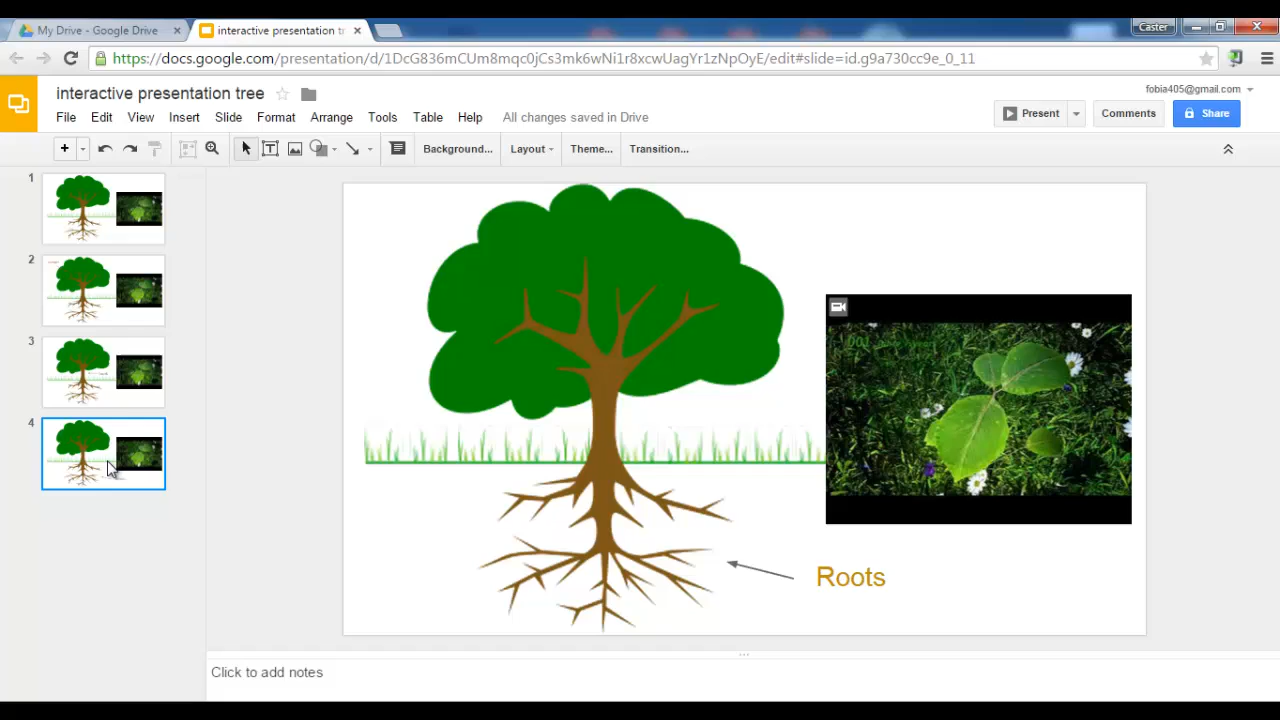 My Drive - Google Drive
interactive presentation tr
Caster
https://docs.google.com/presentation/d/1DcG836mCUm8mqc0jCs3mk6wNi1r8xcwUagYr1zNpOyE/edit#slide=id.g9a730cc9e_0_11
interactive presentation tree
fobia405@gmail.com
File Edit View Insert Slide Format Arrange Tools Table Help All changes saved in Drive
Present Comments Share
Background... Layout Theme... Transition...
1
2
3
4
001
Roots
Click to add notes